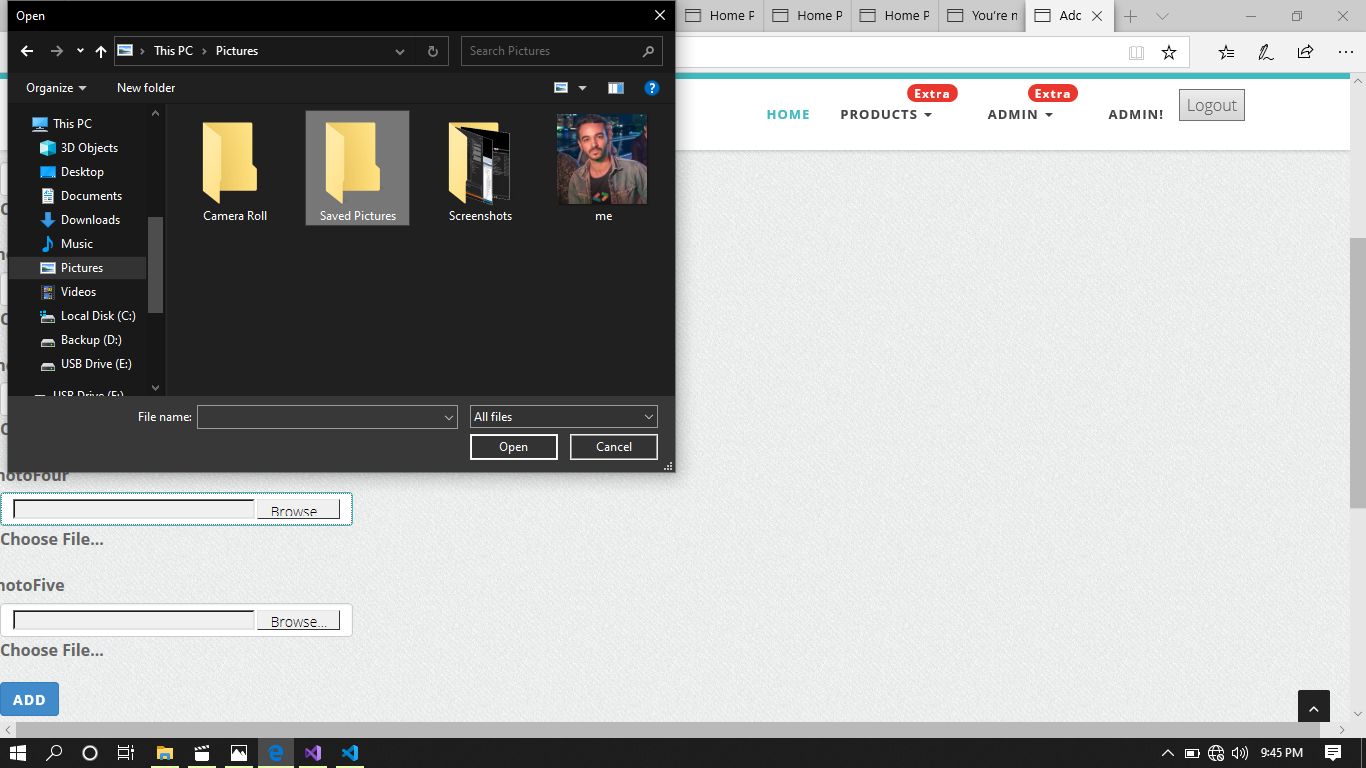 Open
Home P
Home P
Home P
You're n
Adc
This PC
Pictures
Search Pictures
Organize
New folder
This PC
3D Objects
Desktop
Documents
Downloads
Music
Pictures
Videos
Local Disk (C:)
Backup (D:)
USB Drive (E:)
USB Drive (E:)
Camera Roll
Saved Pictures
Screenshots
me
File name:
All files
Open
Cancel
HOME
PRODUCTS
Extra
ADMIN
Extra
ADMIN!
Logout
hotoFour
Browse...
Choose File...
hotoFive
Browse...
Choose File...
ADD
9:45 PM